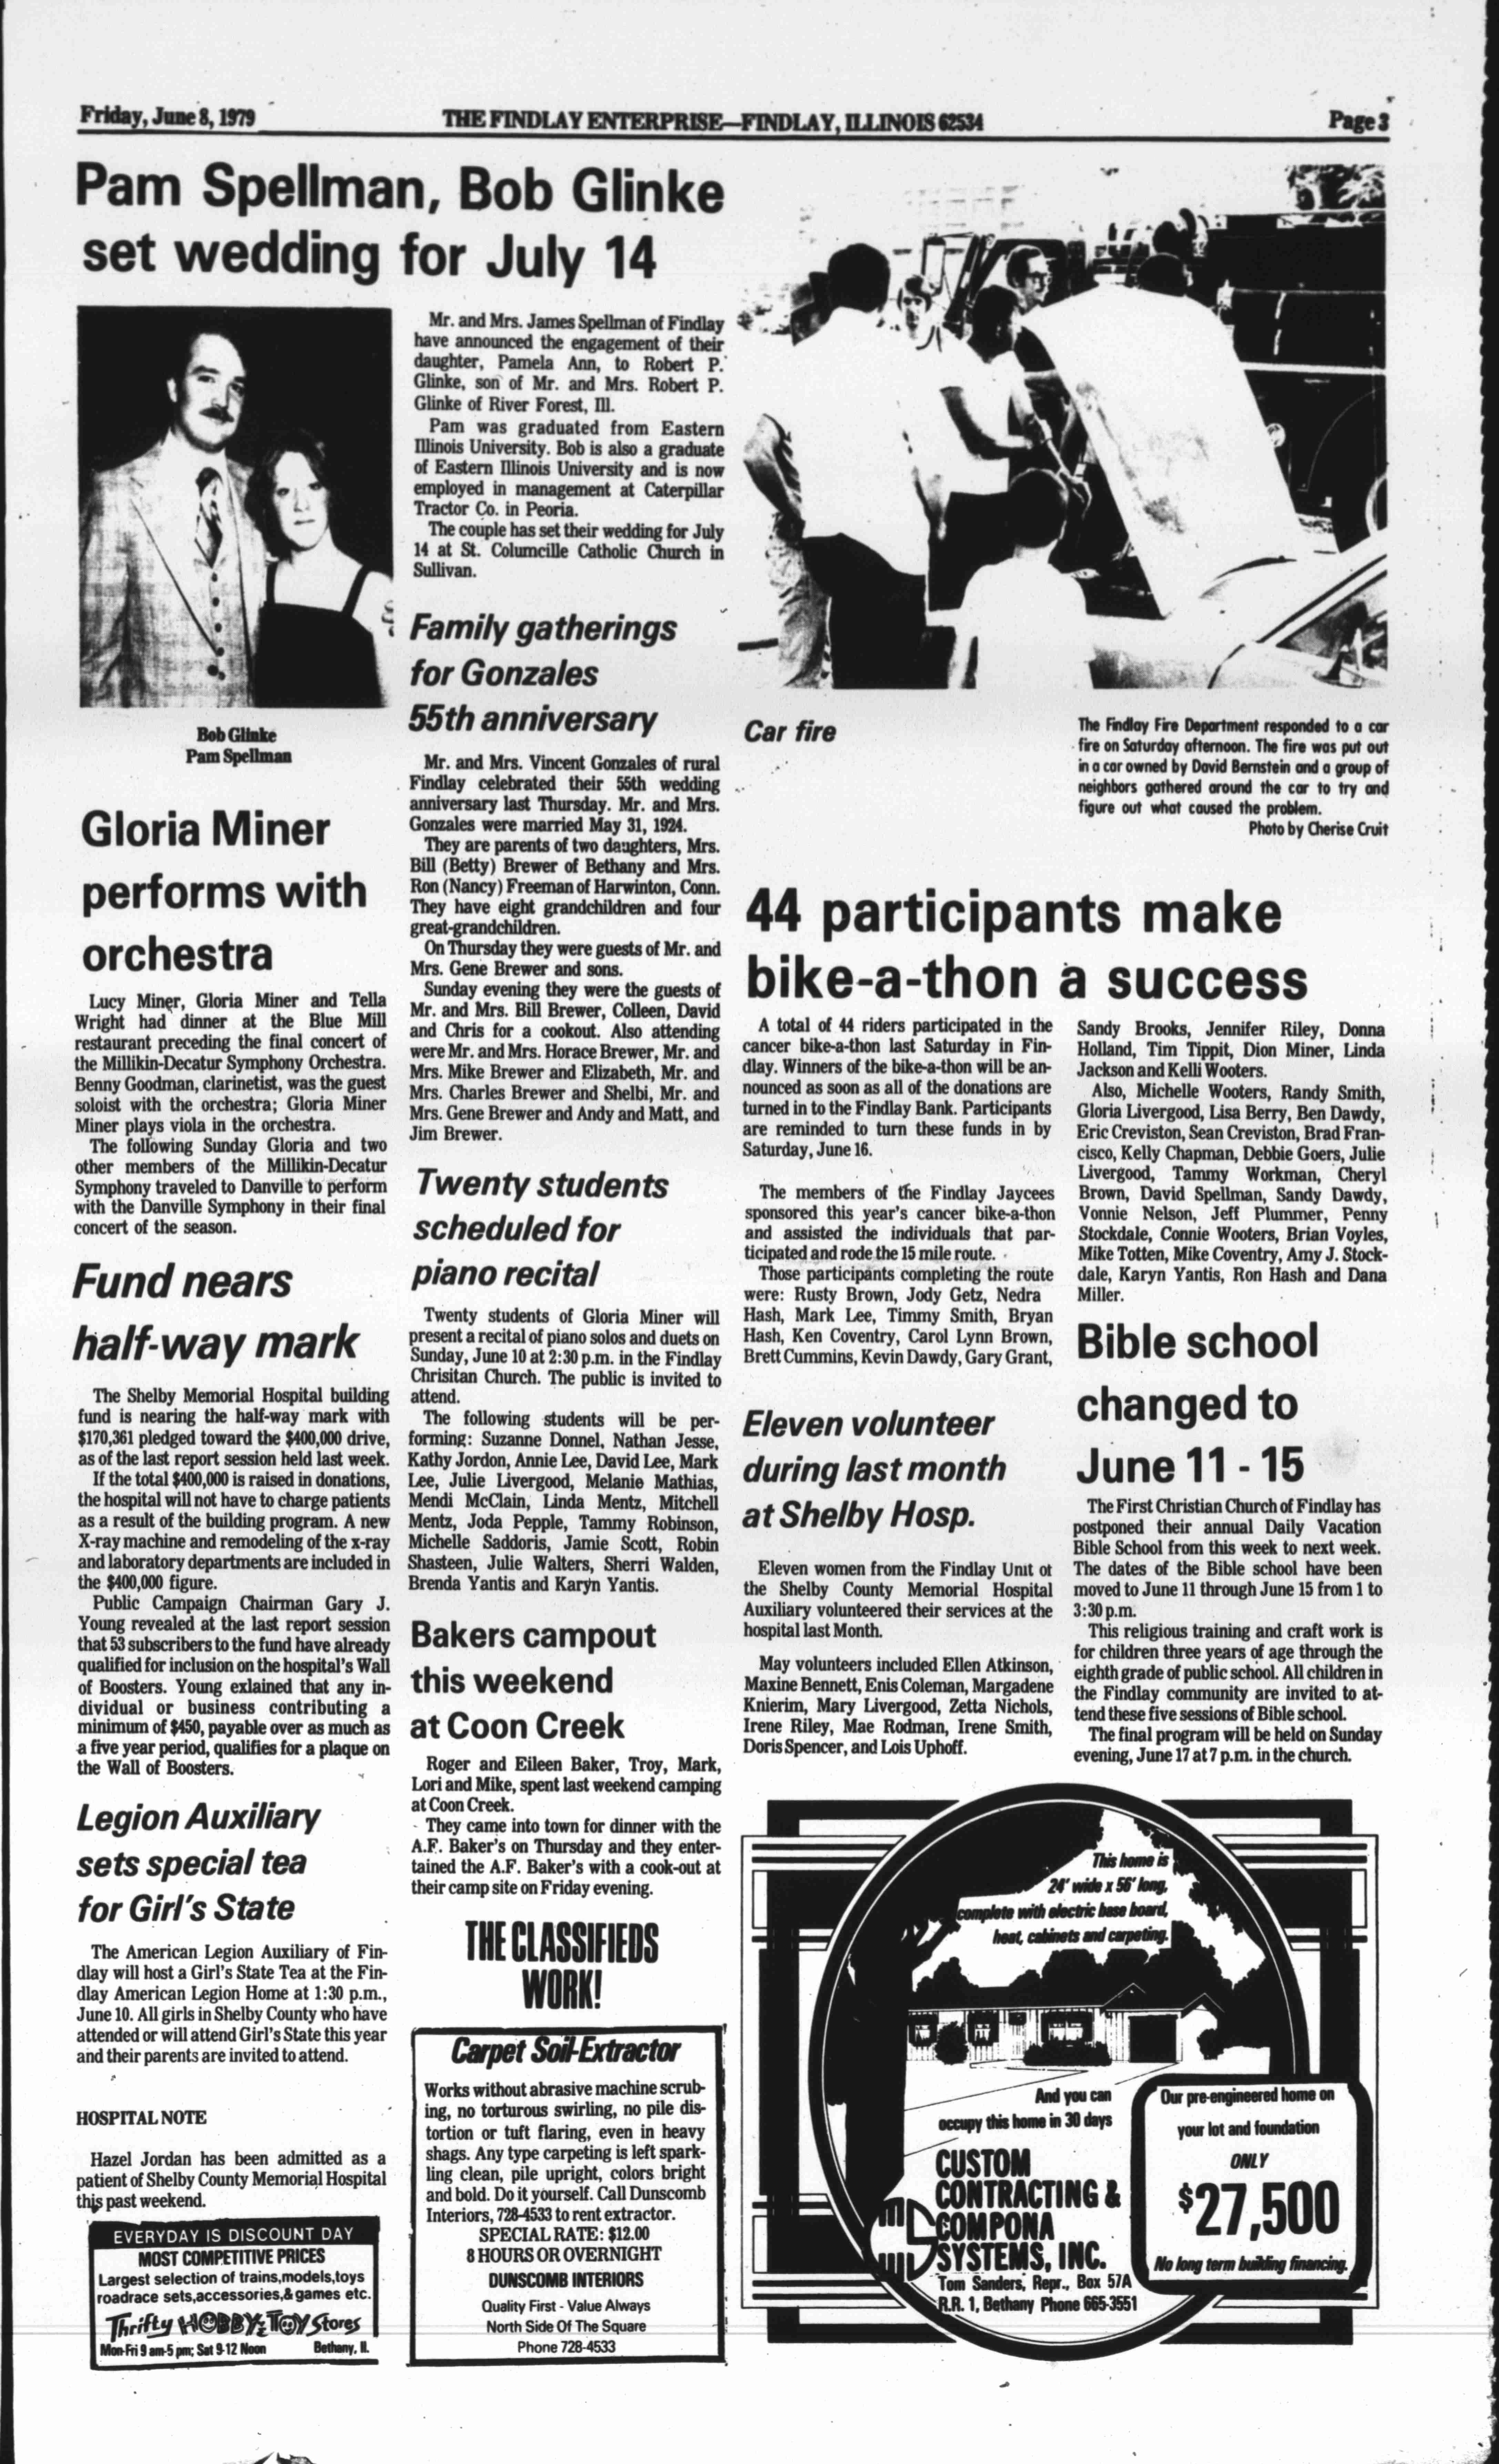 Friday, June 8, 1979
THE FINDLAY ENTERPRISE—FINDLAY, ILLINOIS 62534
Page 3
Pam Spellman, Bob Glinke
set wedding for July 14
Bob Glinke
Pam Spellman
Mr. and Mrs. James Spellman of Findlay
have announced the engagement of their
daughter, Pamela Ann, to Robert P.
Glinke, son of Mr. and Mrs. Robert P.
Glinke of River Forest, Ill.
Pam was graduated from Eastern
Illinois University. Bob is also a graduate
of Eastern Illinois University and is now
employed in management at Caterpillar
Tractor Co. in Peoria.
The couple has set their wedding for July
14 at St. Columcille Catholic Church in
Sullivan.
Gloria Miner
performs with
orchestra
Lucy Miner, Gloria Miner and Tella
Wright had dinner at the Blue Mill
restaurant preceding the final concert of
the Millikin-Decatur Symphony Orchestra.
Benny Goodman, clarinetist, was the guest
soloist with the orchestra; Gloria Miner
Miner plays viola in the orchestra.
The following Sunday Gloria and two
other members of the Millikin-Decatur
Symphony traveled to Danville to perform
with the Danville Symphony in their final
concert of the season.
Fund nears
half-way mark
The Shelby Memorial Hospital building
fund is nearing the half-way mark with
$170,361 pledged toward the $400,000 drive,
as of the last report session held last week.
If the total $400,000 is raised in donations,
the hospital will not have to charge patients
as a result of the building program. A new
X-ray machine and remodeling of the x-ray
and laboratory departments are included in
the $400,000 figure.
Public Campaign Chairman Gary J.
Young revealed at the last report session
that 53 subscribers to the fund have already
qualified for inclusion on the hospital's Wall
of Boosters. Young exlained that any in-
dividual or business contributing a
minimum of $450, payable over as much as
a five year period, qualifies for a plaque on
the Wall of Boosters.
Legion Auxiliary
sets special tea
for Girl's State
The American Legion Auxiliary of Fin-
dlay will host a Girl's State Tea at the Fin-
dlay American Legion Home at 1:30 p.m.,
June 10. All girls in Shelby County who have
attended or will attend Girl's State this year
and their parents are invited to attend.
HOSPITAL NOTE
Hazel Jordan has been admitted as a
patient of Shelby County Memorial Hospital
this past weekend.
EVERYDAY IS DISCOUNT DAY
MOST COMPETITIVE PRICES
Largest selection of trains,models,toys
roadrace sets,accessories,&games etc.
Thrifty HOBBY & TOY Stores
Mon-Fri 9 am-5 pm; Sat 9-12 Noon Bethany, Il.
Family gatherings
for Gonzales
55th anniversary
Mr. and Mrs. Vincent Gonzales of rural
Findlay celebrated their 55th wedding
anniversary last Thursday. Mr. and Mrs.
Gonzales were married May 31, 1924.
They are parents of two daughters, Mrs.
Bill (Betty) Brewer of Bethany and Mrs.
Ron (Nancy) Freeman of Harwinton, Conn.
They have eight grandchildren and four
great-grandchildren.
On Thursday they were guests of Mr. and
Mrs. Gene Brewer and sons.
Sunday evening they were the guests of
Mr. and Mrs. Bill Brewer, Colleen, David
and Chris for a cookout. Also attending
were Mr. and Mrs. Horace Brewer, Mr. and
Mrs. Mike Brewer and Elizabeth, Mr. and
Mrs. Charles Brewer and Shelbi, Mr. and
Mrs. Gene Brewer and Andy and Matt, and
Jim Brewer.
Twenty students
scheduled for
piano recital
Twenty students of Gloria Miner will
present a recital of piano solos and duets on
Sunday, June 10 at 2:30 p.m. in the Findlay
Chrisitan Church. The public is invited to
attend.
The following students will be per-
forming: Suzanne Donnel, Nathan Jesse,
Kathy Jordon, Annie Lee, David Lee, Mark
Lee, Julie Livergood, Melanie Mathias,
Mendi McClain, Linda Mentz, Mitchell
Mentz, Joda Pepple, Tammy Robinson,
Michelle Saddoris, Jamie Scott, Robin
Shasteen, Julie Walters, Sherri Walden,
Brenda Yantis and Karyn Yantis.
Bakers campout
this weekend
at Coon Creek
Roger and Eileen Baker, Troy, Mark,
Lori and Mike, spent last weekend camping
at Coon Creek.
They came into town for dinner with the
A.F. Baker's on Thursday and they enter-
tained the A.F. Baker's with a cook-out at
their camp site on Friday evening.
THE CLASSIFIEDS
WORK!
Carpet Soil-Extractor
Works without abrasive machine scrub-
ing, no torturous swirling, no pile dis-
tortion or tuft flaring, even in heavy
shags. Any type carpeting is left spark-
ling clean, pile upright, colors bright
and bold. Do it yourself. Call Dunscomb
Interiors, 728-4533 to rent extractor.
SPECIAL RATE: $12.00
8 HOURS OR OVERNIGHT
DUNSCOMB INTERIORS
Quality First - Value Always
North Side Of The Square
Phone 728-4533
Car fire
The Findlay Fire Department responded to a car
fire on Saturday afternoon. The fire was put out
in a car owned by David Bernstein and a group of
neighbors gathered around the car to try and
figure out what caused the problem.
Photo by Cherise Cruit
44 participants make
bike-a-thon a success
A total of 44 riders participated in the
cancer bike-a-thon last Saturday in Fin-
dlay. Winners of the bike-a-thon will be an-
nounced as soon as all of the donations are
turned in to the Findlay Bank. Participants
are reminded to turn these funds in by
Saturday, June 16.
The members of the Findlay Jaycees
sponsored this year's cancer bike-a-thon
and assisted the individuals that par-
ticipated and rode the 15 mile route.
Those participants completing the route
were: Rusty Brown, Jody Getz, Nedra
Hash, Mark Lee, Timmy Smith, Bryan
Hash, Ken Coventry, Carol Lynn Brown,
Brett Cummins, Kevin Dawdy, Gary Grant,
Sandy Brooks, Jennifer Riley, Donna
Holland, Tim Tippit, Dion Miner, Linda
Jackson and Kelli Wooters.
Also, Michelle Wooters, Randy Smith,
Gloria Livergood, Lisa Berry, Ben Dawdy,
Eric Creviston, Sean Creviston, Brad Fran-
cisco, Kelly Chapman, Debbie Goers, Julie
Livergood, Tammy Workman, Cheryl
Brown, David Spellman, Sandy Dawdy,
Vonnie Nelson, Jeff Plummer, Penny
Stockdale, Connie Wooters, Brian Voyles,
Mike Totten, Mike Coventry, Amy J. Stock-
dale, Karyn Yantis, Ron Hash and Dana
Miller.
Eleven volunteer
during last month
at Shelby Hosp.
Eleven women from the Findlay Unit ot
the Shelby County Memorial Hospital
Auxiliary volunteered their services at the
hospital last Month.
May volunteers included Ellen Atkinson,
Maxine Bennett, Enis Coleman, Margadene
Knierim, Mary Livergood, Zetta Nichols,
Irene Riley, Mae Rodman, Irene Smith,
Doris Spencer, and Lois Uphoff.
Bible school
changed to
June 11 - 15
The First Christian Church of Findlay has
postponed their annual Daily Vacation
Bible School from this week to next week.
The dates of the Bible school have been
moved to June 11 through June 15 from 1 to
3:30 p.m.
This religious training and craft work is
for children three years of age through the
eighth grade of public school. All children in
the Findlay community are invited to at-
tend these five sessions of Bible school.
The final program will be held on Sunday
evening, June 17 at 7 p.m. in the church.
This home is
24' wide x 56' long,
complete with electric base board,
heat, cabinets and carpeting.
And you can
occupy this home in 30 days
CUSTOM
CONTRACTING &
COMPONA
SYSTEMS, INC.
Tom Sanders, Repr., Box 57A
R.R. 1, Bethany Phone 665-3551
Our pre-engineered home on
your lot and foundation
ONLY
$27,500
No long term building financing.